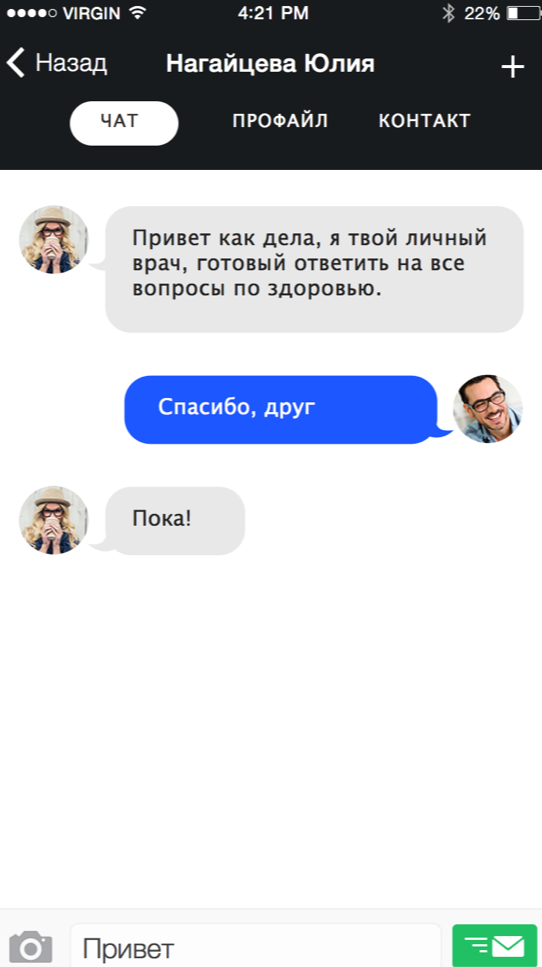 VIRGIN 4:21 PM 22%
Назад Нагайцева Юлия +
ЧАТ ПРОФАЙЛ КОНТАКТ
Привет как дела, я твой личный
врач, готовый ответить на все
вопросы по здоровью.
Спасибо, друг
Пока!
Привет